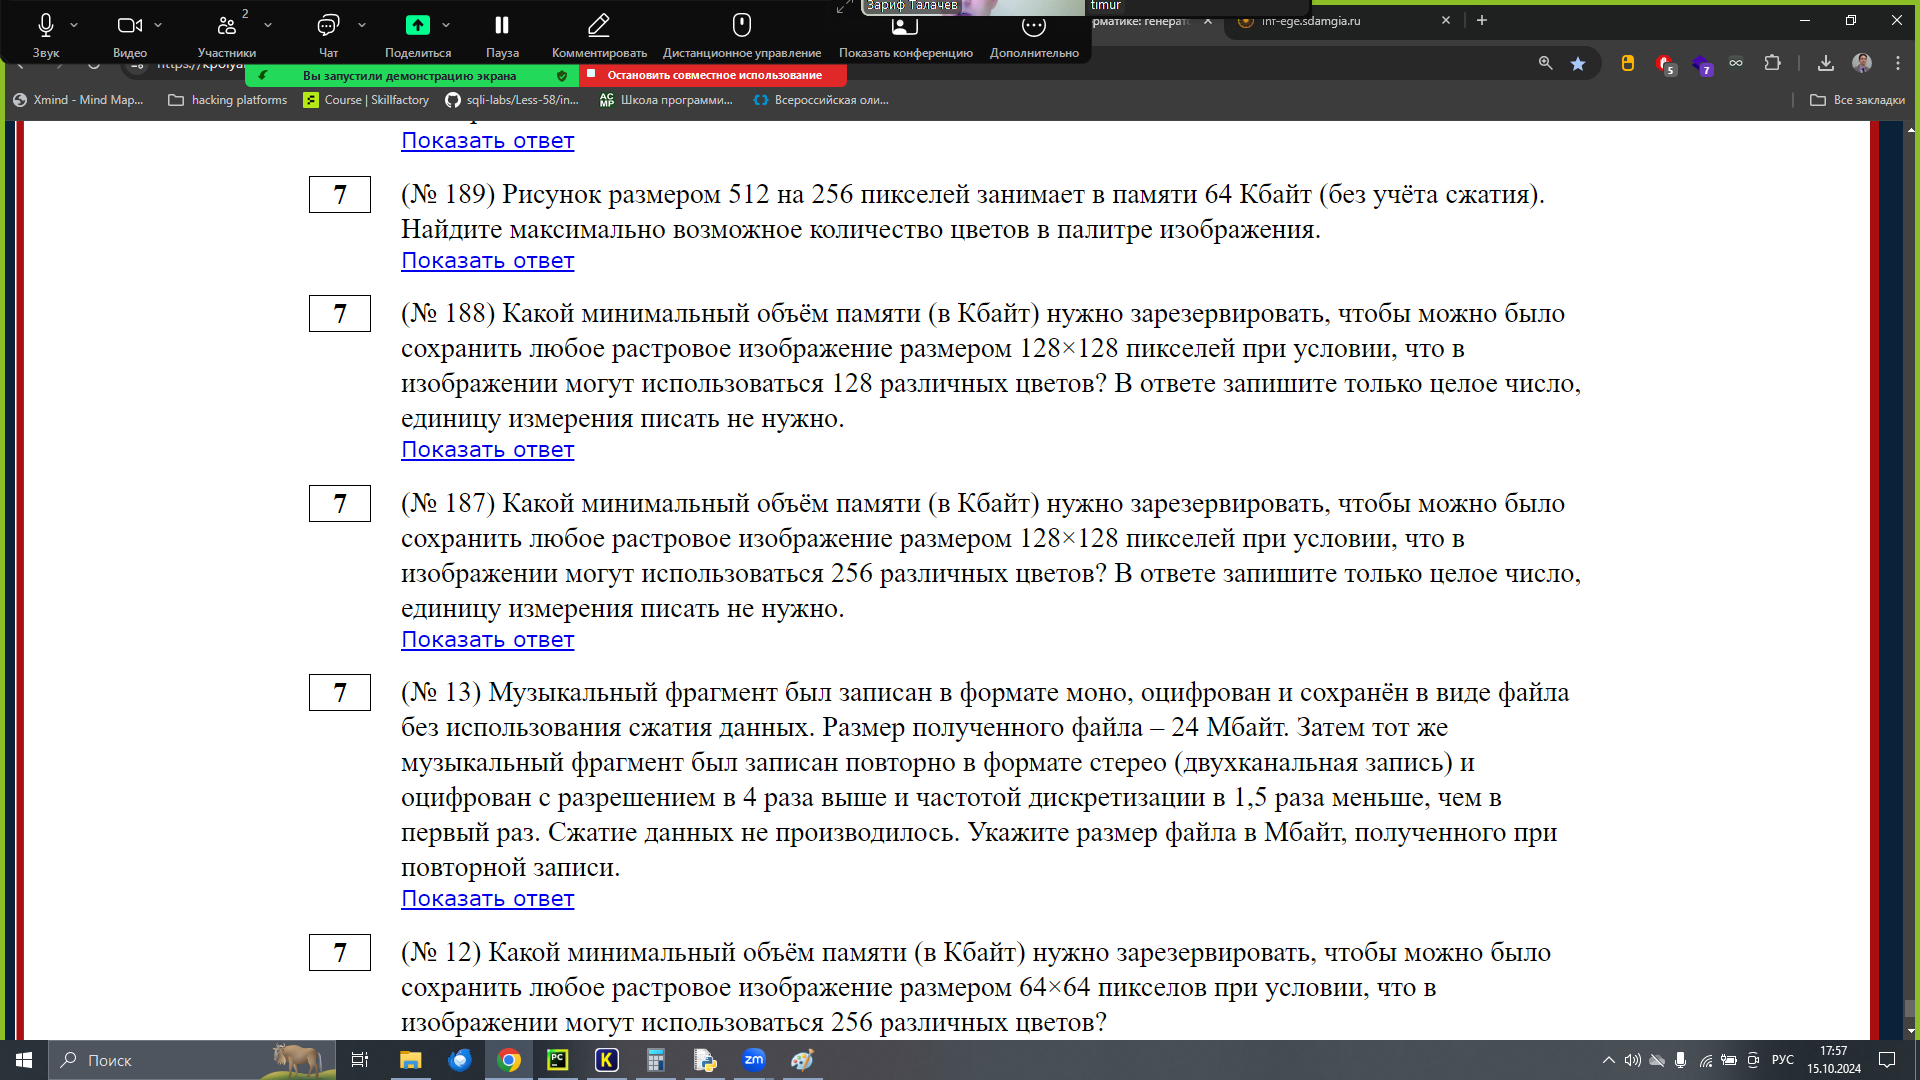 Зариф Талачев
timur
Звук
Видео
2
Участники
Чат
Поделиться
Пауза
Комментировать
Дистанционное управление
Показать конференцию
Дополнительно
inf-ege.sdamgia.ru
Вы запустили демонстрацию экрана
Остановить совместное использование
5
7
Xmind - Mind Map...
hacking platforms
Course | Skillfactory
sqli-labs/Less-58/in...
Школа программи...
Всероссийская оли...
Все закладки
Показать ответ
7
(№ 189) Рисунок размером 512 на 256 пикселей занимает в памяти 64 Кбайт (без учёта сжатия).
Найдите максимально возможное количество цветов в палитре изображения.
Показать ответ
7
(№ 188) Какой минимальный объём памяти (в Кбайт) нужно зарезервировать, чтобы можно было
сохранить любое растровое изображение размером 128×128 пикселей при условии, что в
изображении могут использоваться 128 различных цветов? В ответе запишите только целое число,
единицу измерения писать не нужно.
Показать ответ
7
(№ 187) Какой минимальный объём памяти (в Кбайт) нужно зарезервировать, чтобы можно было
сохранить любое растровое изображение размером 128×128 пикселей при условии, что в
изображении могут использоваться 256 различных цветов? В ответе запишите только целое число,
единицу измерения писать не нужно.
Показать ответ
7
(№ 13) Музыкальный фрагмент был записан в формате моно, оцифрован и сохранён в виде файла
без использования сжатия данных. Размер полученного файла – 24 Мбайт. Затем тот же
музыкальный фрагмент был записан повторно в формате стерео (двухканальная запись) и
оцифрован с разрешением в 4 раза выше и частотой дискретизации в 1,5 раза меньше, чем в
первый раз. Сжатие данных не производилось. Укажите размер файла в Мбайт, полученного при
повторной записи.
Показать ответ
7
(№ 12) Какой минимальный объём памяти (в Кбайт) нужно зарезервировать, чтобы можно было
сохранить любое растровое изображение размером 64×64 пикселов при условии, что в
изображении могут использоваться 256 различных цветов?
Поиск
РУС
17:57
15.10.2024